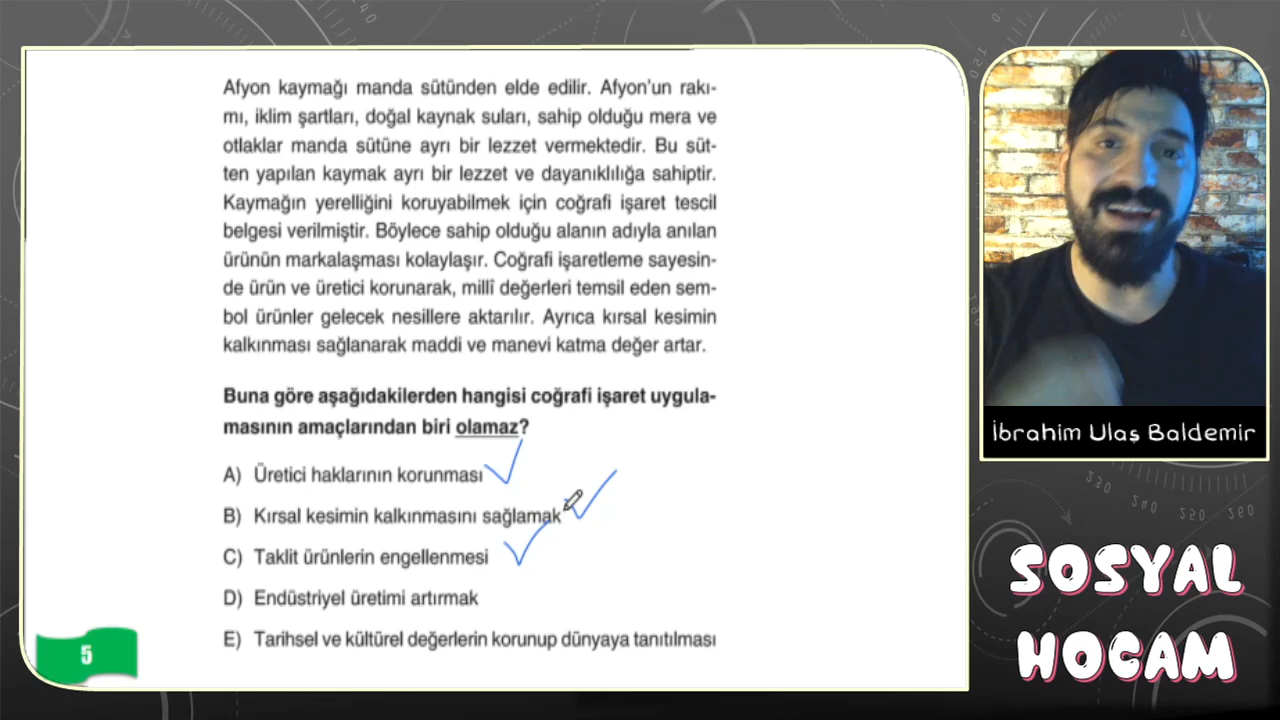 Afyon kaymağı manda sütünden elde edilir. Afyon'un rakı-
mı, iklim şartları, doğal kaynak suları, sahip olduğu mera ve
otlaklar manda sütüne ayrı bir lezzet vermektedir. Bu süt-
ten yapılan kaymak ayrı bir lezzet ve dayanıklılığa sahiptir.
Kaymağın yerelliğini koruyabilmek için coğrafi işaret tescil
belgesi verilmiştir. Böylece sahip olduğu alanın adıyla anılan
ürünün markalaşması kolaylaşır. Coğrafi işaretleme sayesin-
de ürün ve üretici korunarak, millî değerleri temsil eden sem-
bol ürünler gelecek nesillere aktarılır. Ayrıca kırsal kesimin
kalkınması sağlanarak maddi ve manevi katma değer artar.
Buna göre aşağıdakilerden hangisi coğrafi işaret uygula-
masının amaçlarından biri olamaz?
A) Üretici haklarının korunması
B) Kırsal kesimin kalkınmasını sağlamak
C) Taklit ürünlerin engellenmesi
D) Endüstriyel üretimi artırmak
E) Tarihsel ve kültürel değerlerin korunup dünyaya tanıtılması
5
İbrahim Ulaş Baldemir
230 240 250 260
SOSYAL
HOCAM